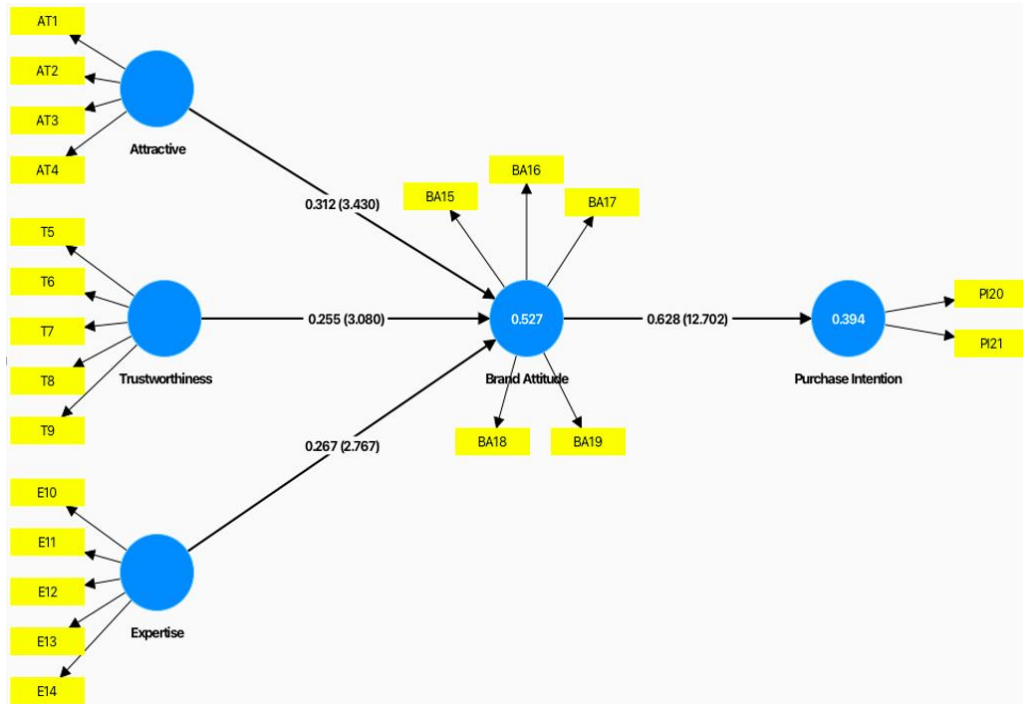 AT1
AT2
AT3
AT4
Attractive
0.312 (3.430)
T5
T6
T7
T8
T9
Trustworthiness
0.255 (3.080)
E10
E11
E12
E13
E14
Expertise
0.267 (2.767)
BA15
BA16
BA17
0.527
Brand Attitude
BA18
BA19
0.628 (12.702)
0.394
Purchase Intention
PI20
PI21